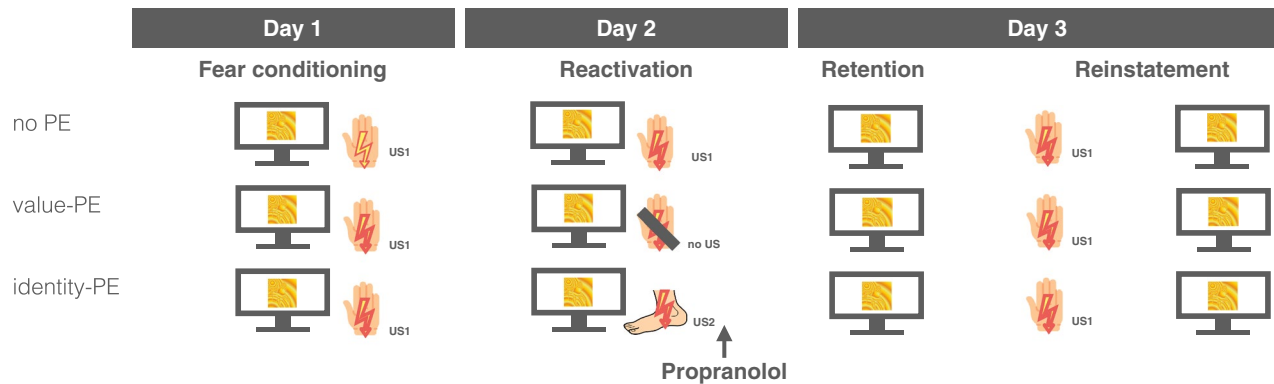 Day 1
Day 2
Day 3
Fear conditioning
Reactivation
Retention
Reinstatement
no PE
US1
US1
US1
value-PE
US1
no US
US1
identity-PE
US1
US2
US1
Propranolol